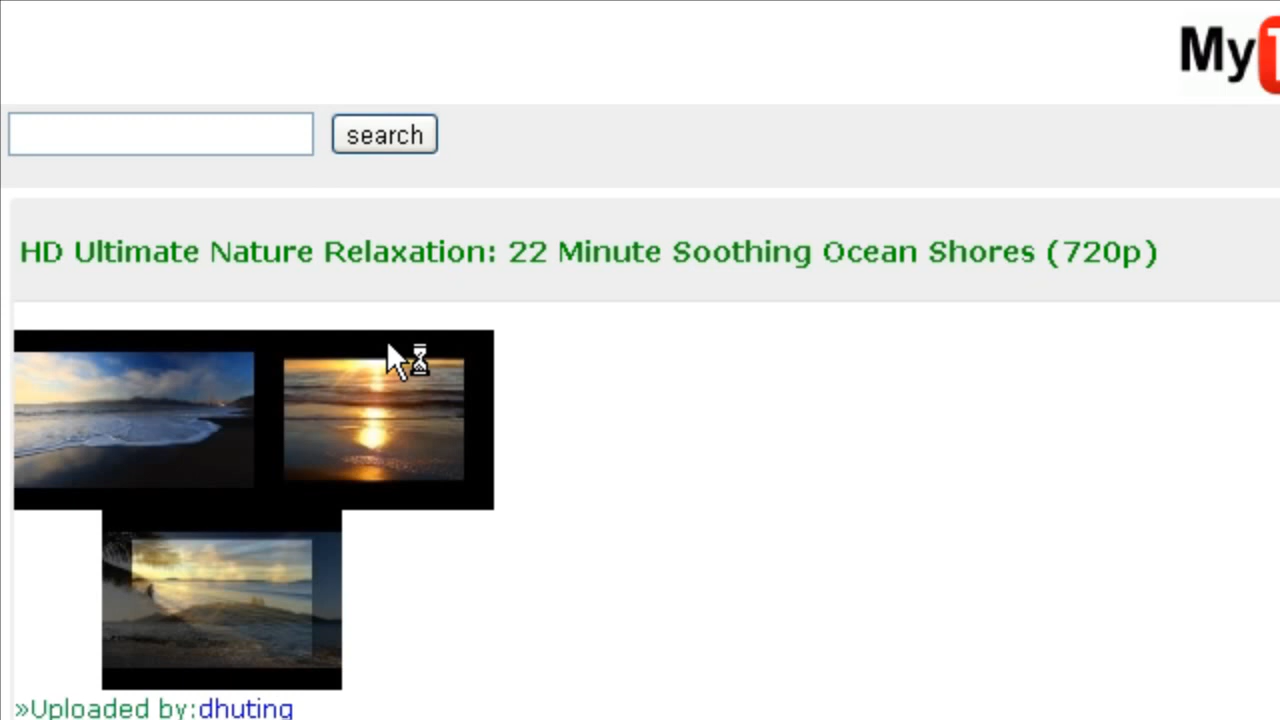 My
search
HD Ultimate Nature Relaxation: 22 Minute Soothing Ocean Shores (720p)
»Uploaded by:dhuting